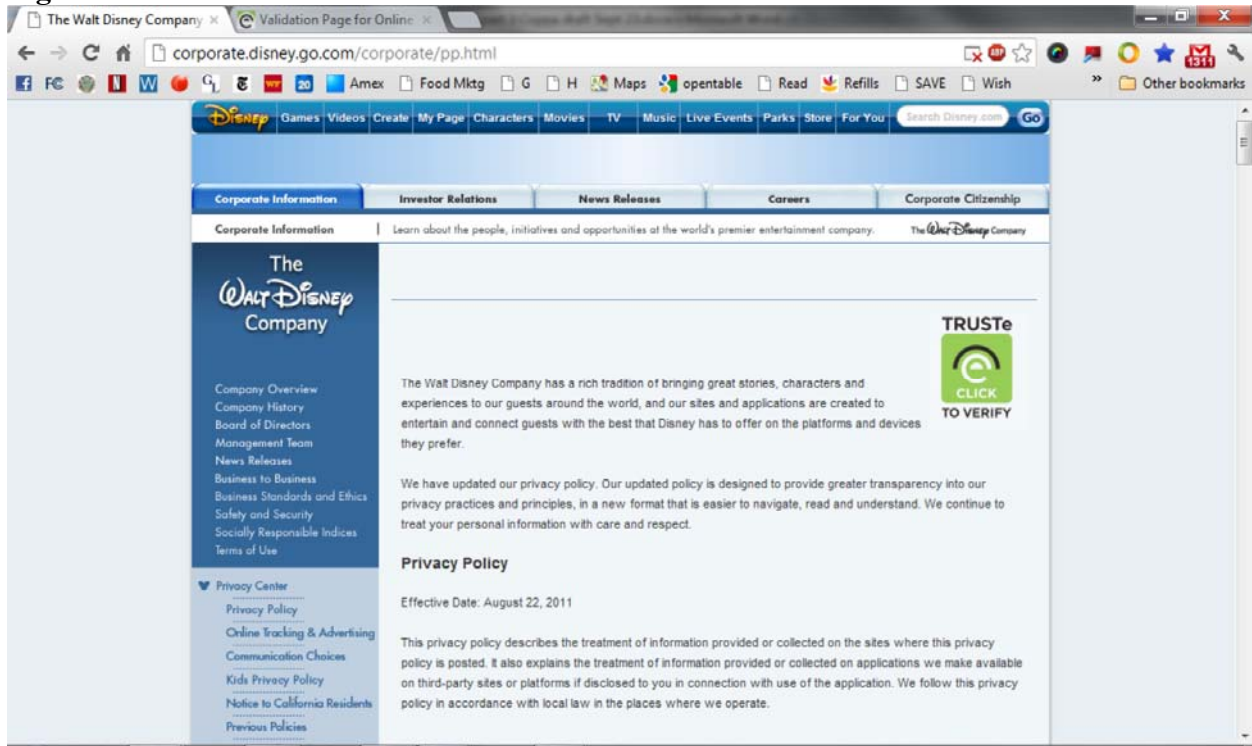 The Walt Disney Company × Validation Page for Online ×
corporate.disney.go.com/corporate/pp.html ABP 1311
FC N W G 20 Amex Food Mktg G H Maps opentable Read Refills SAVE Wish » Other bookmarks
Disney Games Videos Create My Page Characters Movies TV Music Live Events Parks Store For You Search Disney.com Go
Corporate Information Investor Relations News Releases Careers Corporate Citizenship
Corporate Information | Learn about the people, initiatives and opportunities at the world's premier entertainment company. The Walt Disney Company
The
Walt Disney
Company
Company Overview
Company History
Board of Directors
Management Team
News Releases
Business to Business
Business Standards and Ethics
Safety and Security
Socially Responsible Indices
Terms of Use
Privacy Center
Privacy Policy
Online Tracking & Advertising
Communication Choices
Kids Privacy Policy
Notice to California Residents
Previous Policies
TRUSTe
CLICK
TO VERIFY
The Walt Disney Company has a rich tradition of bringing great stories, characters and
experiences to our guests around the world, and our sites and applications are created to
entertain and connect guests with the best that Disney has to offer on the platforms and devices
they prefer.
We have updated our privacy policy. Our updated policy is designed to provide greater transparency into our
privacy practices and principles, in a new format that is easier to navigate, read and understand. We continue to
treat your personal information with care and respect.
Privacy Policy
Effective Date: August 22, 2011
This privacy policy describes the treatment of information provided or collected on the sites where this privacy
policy is posted. It also explains the treatment of information provided or collected on applications we make available
on third-party sites or platforms if disclosed to you in connection with use of the application. We follow this privacy
policy in accordance with local law in the places where we operate.